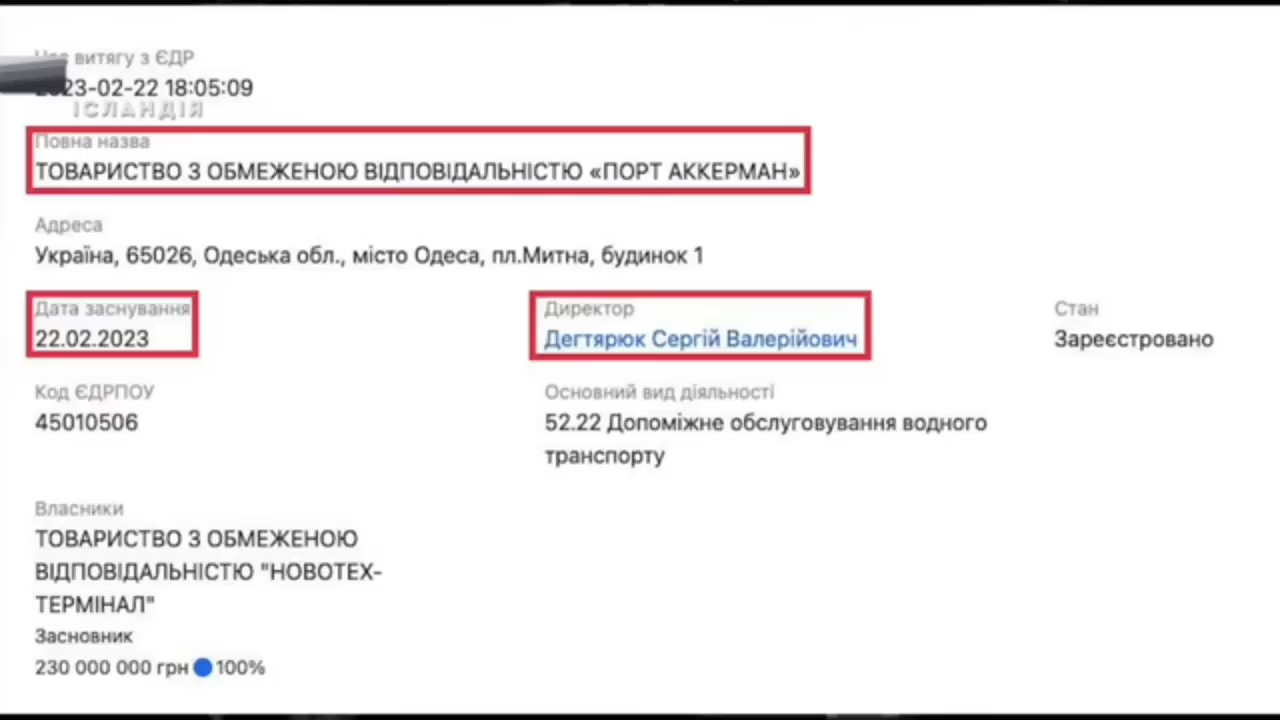 витягу з ЄДР
2023-02-22 18:05:09
ІСЛАНДІЯ
Повна назва
ТОВАРИСТВО З ОБМЕЖЕНОЮ ВІДПОВІДАЛЬНІСТЮ «ПОРТ АККЕРМАН»
Адреса
Україна, 65026, Одеська обл., місто Одеса, пл.Митна, будинок 1
Дата заснування
22.02.2023
Директор
Дегтярюк Сергій Валерійович
Стан
Зареєстровано
Код ЄДРПОУ
45010506
Основний вид діяльності
52.22 Допоміжне обслуговування водного
транспорту
Власники
ТОВАРИСТВО З ОБМЕЖЕНОЮ
ВІДПОВІДАЛЬНІСТЮ "НОВОТЕХ-
ТЕРМІНАЛ"
Засновник
230 000 000 грн 100%